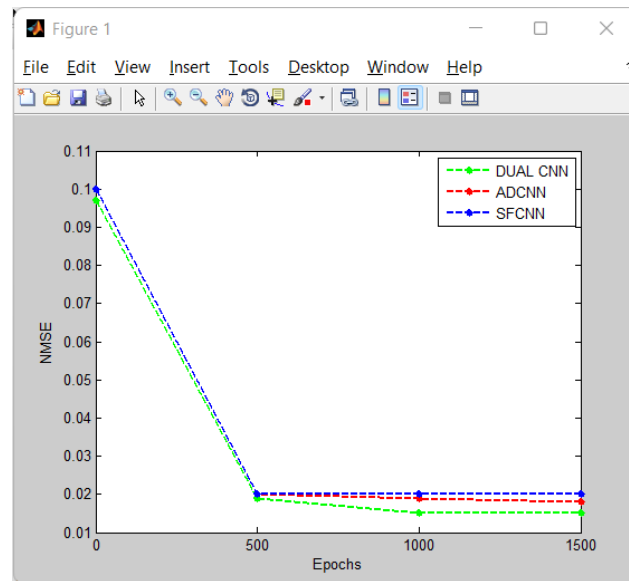 Figure 1
File Edit View Insert Tools Desktop Window Help
0.11
0.1
0.09
0.08
0.07
0.06
0.05
0.04
0.03
0.02
0.01
NMSE
DUAL CNN
ADCNN
SFCNN
0 500 1000 1500
Epochs